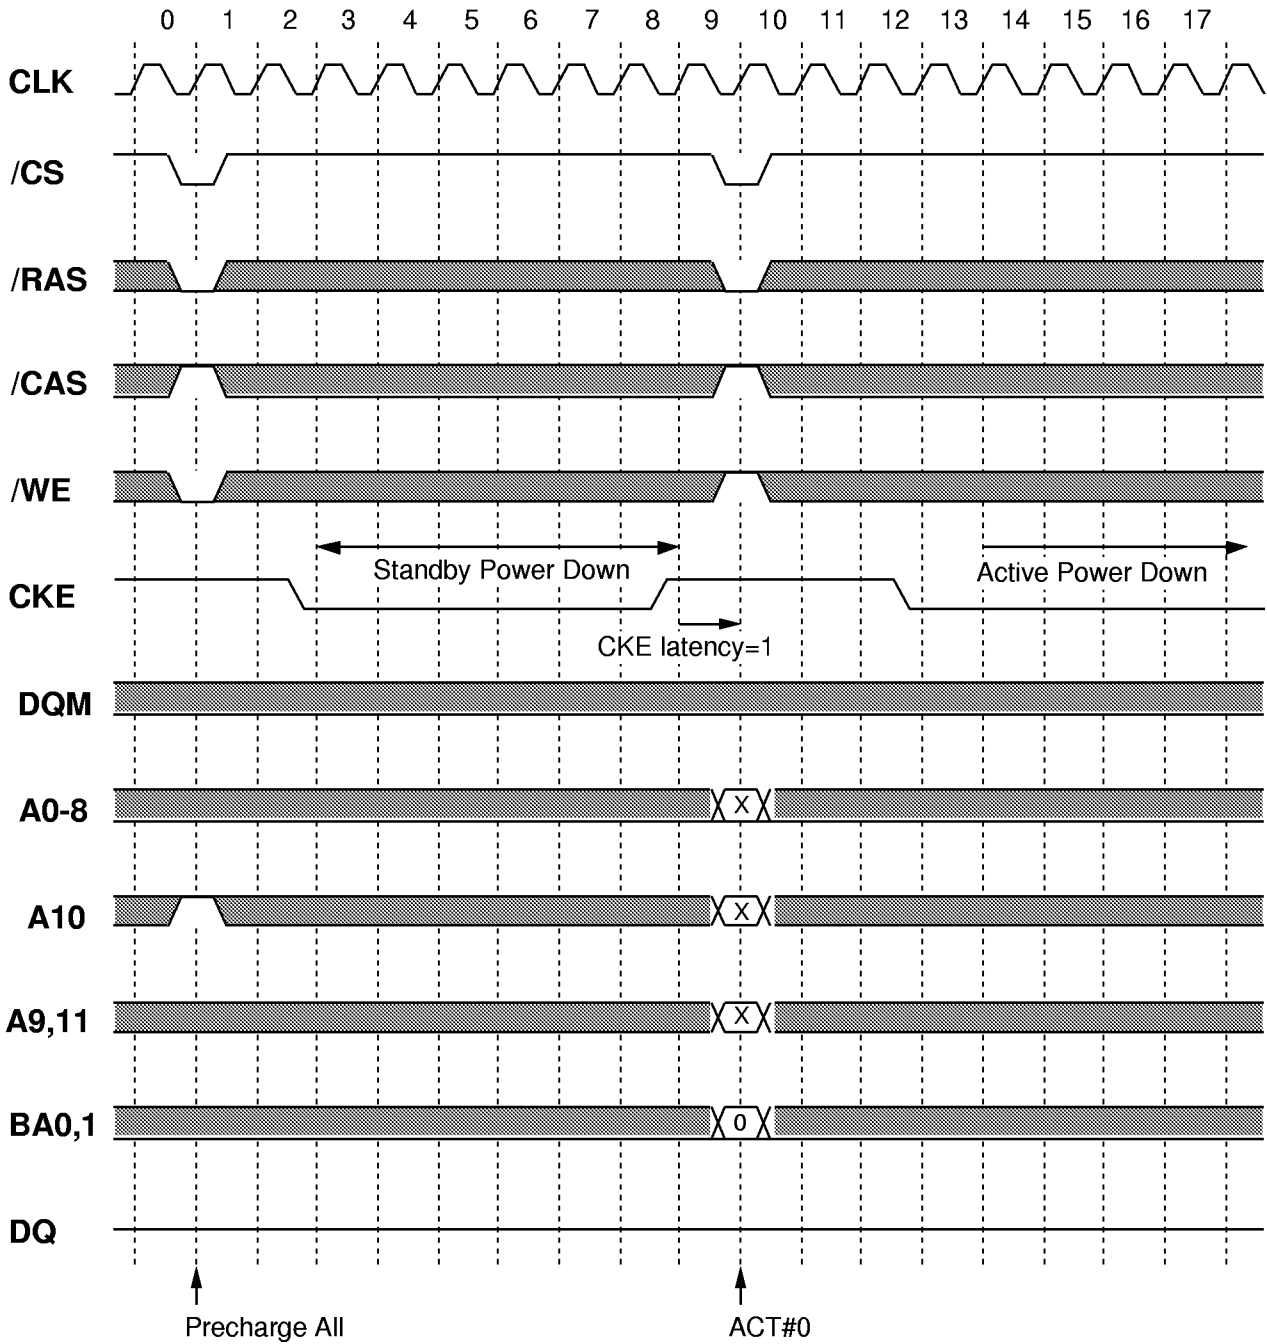 0 1 2 3 4 5 6 7 8 9 10 11 12 13 14 15 16 17
CLK
/CS
/RAS
/CAS
/WE
Standby Power Down
Active Power Down
CKE
CKE latency=1
DQM
A0-8
X
A10
X
A9,11
X
BA0,1
0
DQ
Precharge All
ACT#0